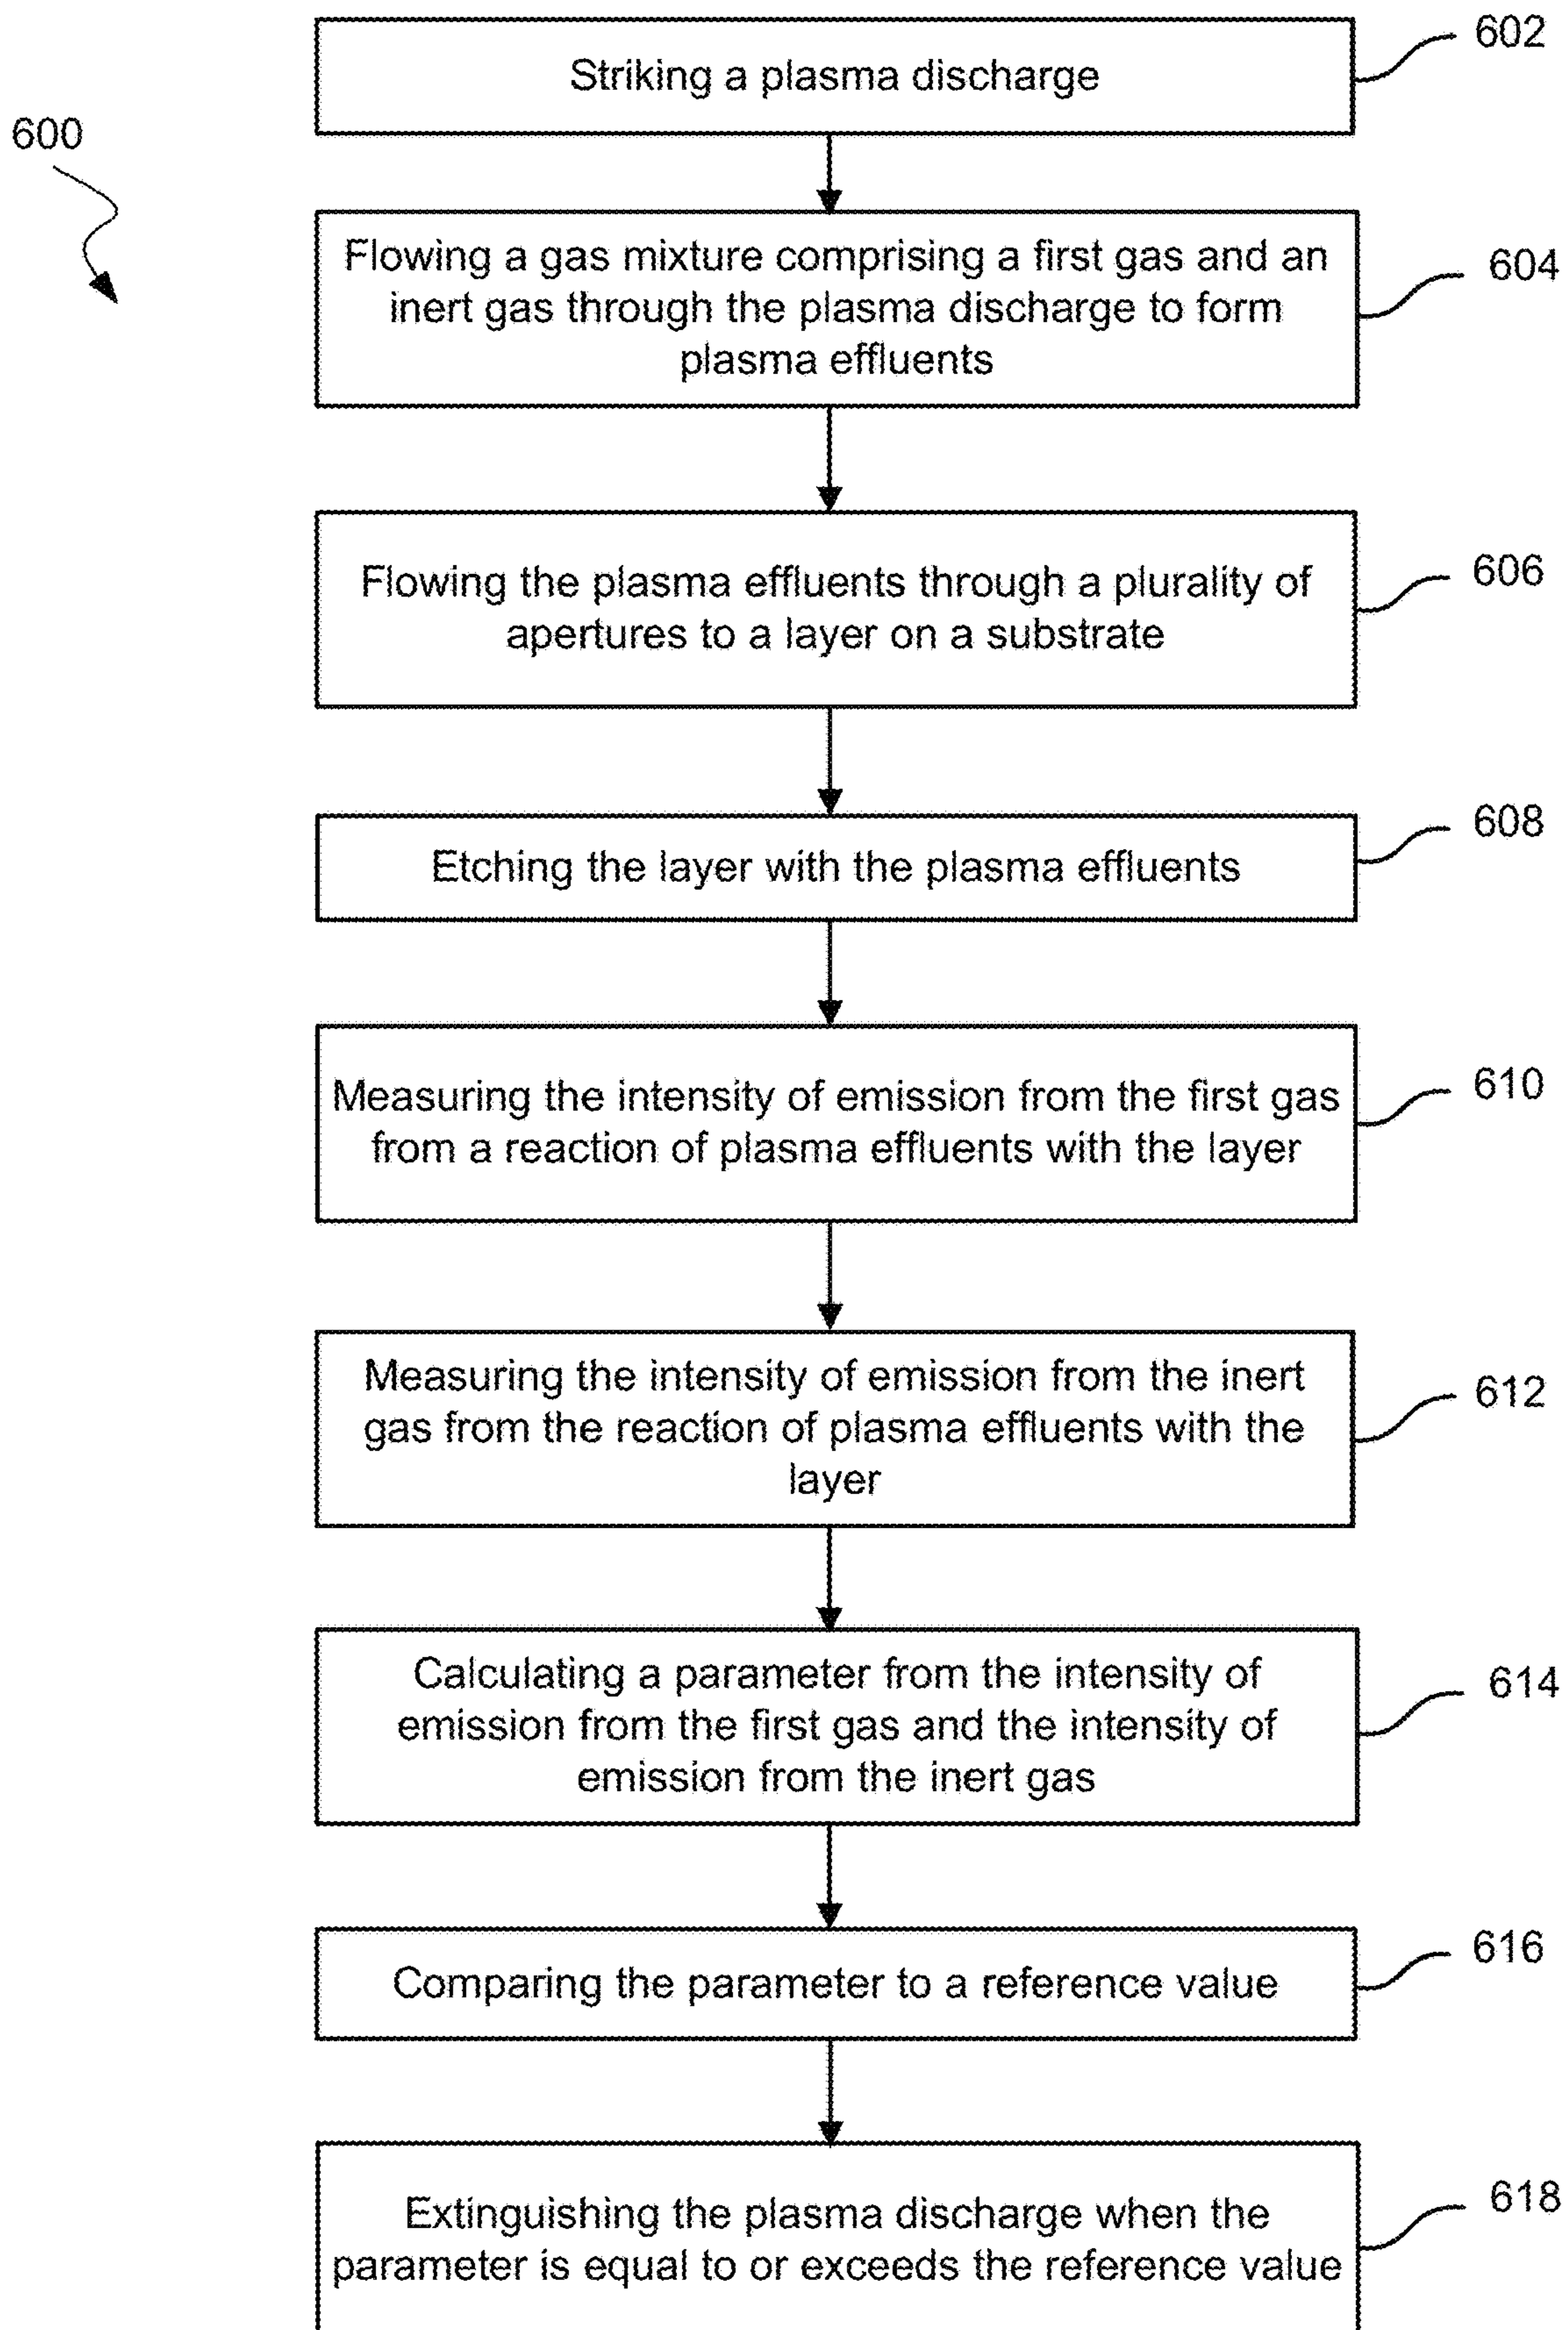 602
Striking a plasma discharge
600
Flowing a gas mixture comprising a first gas and an
inert gas through the plasma discharge to form
plasma effluents
604
Flowing the plasma effluents through a plurality of
apertures to a layer on a substrate
606
608
Etching the layer with the plasma effluents
Measuring the intensity of emission from the first gas
from a reaction of plasma effluents with the layer
610
Measuring the intensity of emission from the inert
gas from the reaction of plasma effluents with the
layer
612
Calculating a parameter from the intensity of
emission from the first gas and the intensity of
emission from the inert gas
614
616
Comparing the parameter to a reference value
618
Extinguishing the plasma discharge when the
parameter is equal to or exceeds the reference value